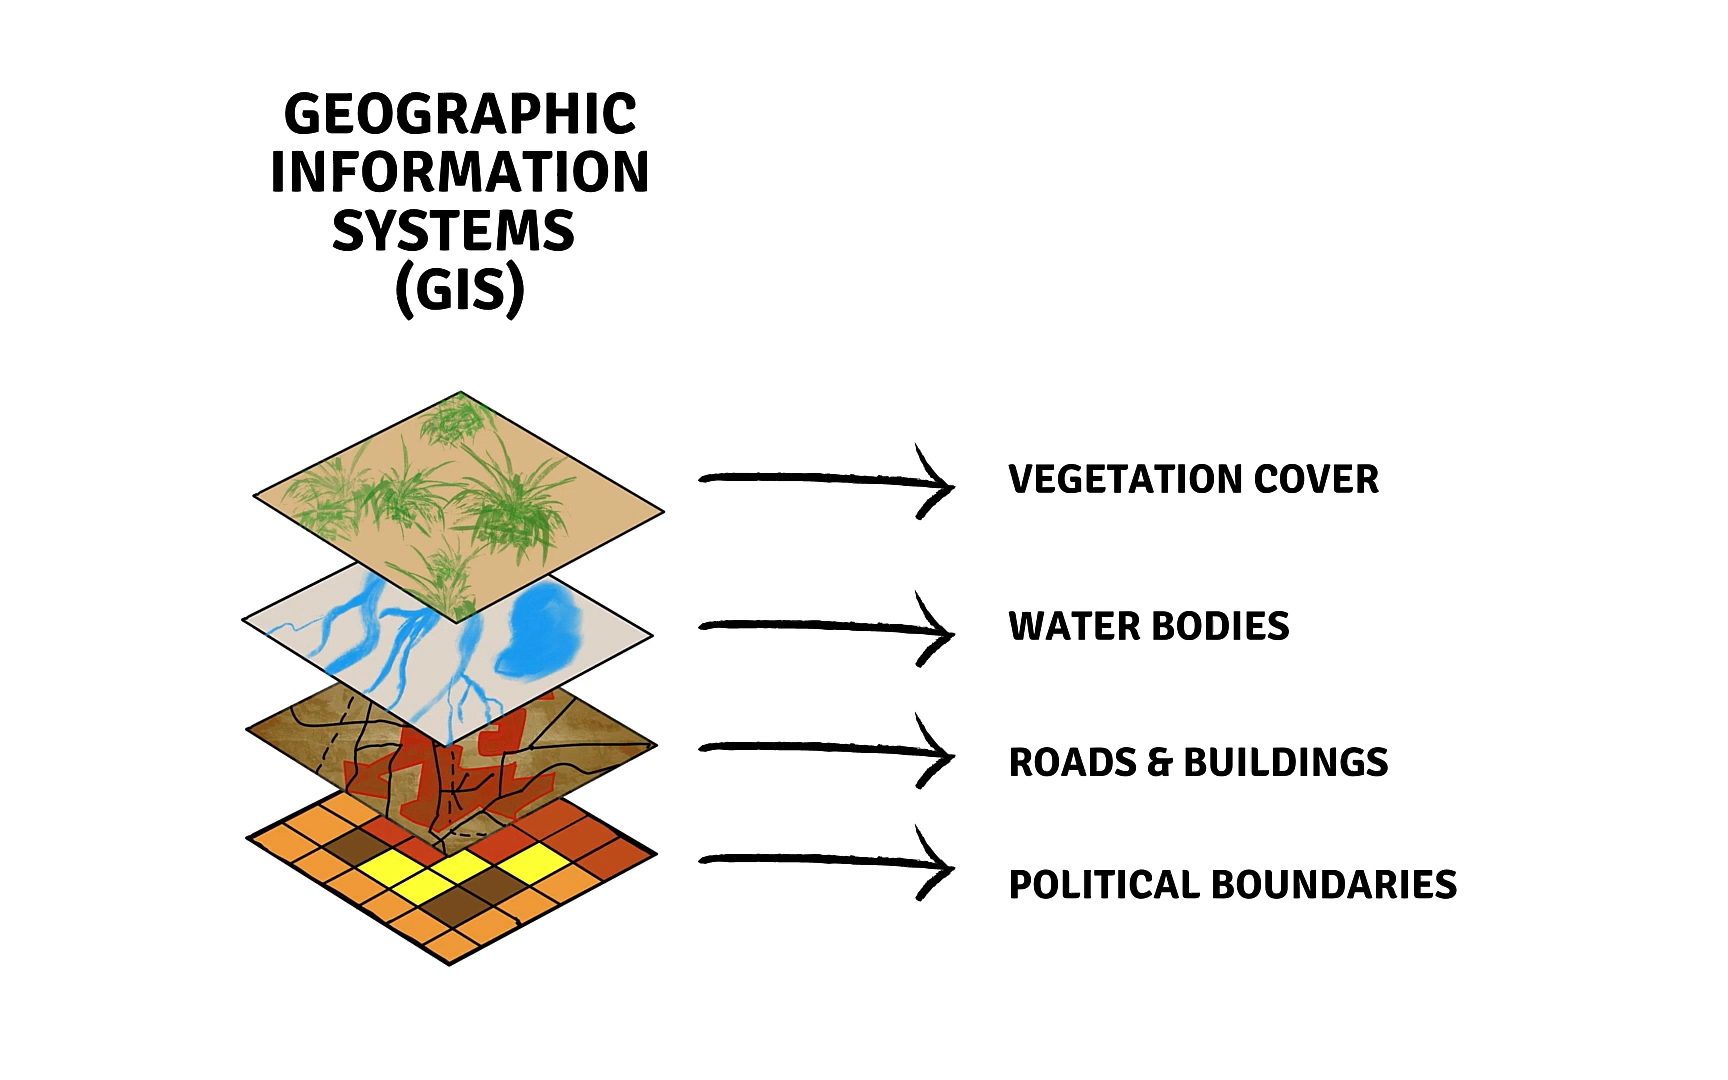 GEOGRAPHIC
INFORMATION
SYSTEMS
(GIS)
VEGETATION COVER
WATER BODIES
ROADS & BUILDINGS
POLITICAL BOUNDARIES